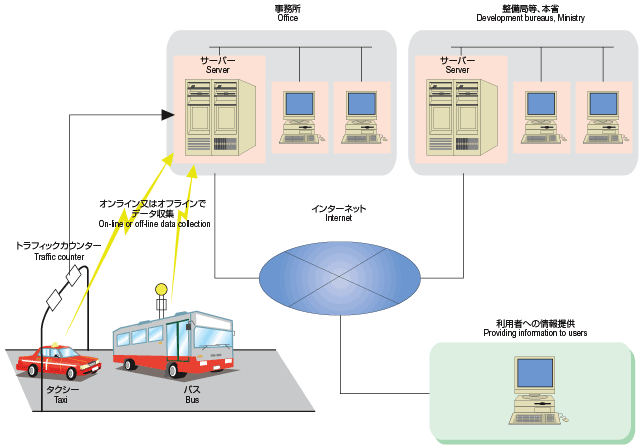 事務所
Office
整備局等、本省
Development bureaus, Ministry
サーバー
Server
サーバー
Server
オンライン又はオフラインで
データ収集
On-line or off-line data collection
インターネット
Internet
トラフィックカウンター
Traffic counter
利用者への情報提供
Providing information to users
タクシー
Taxi
バス
Bus